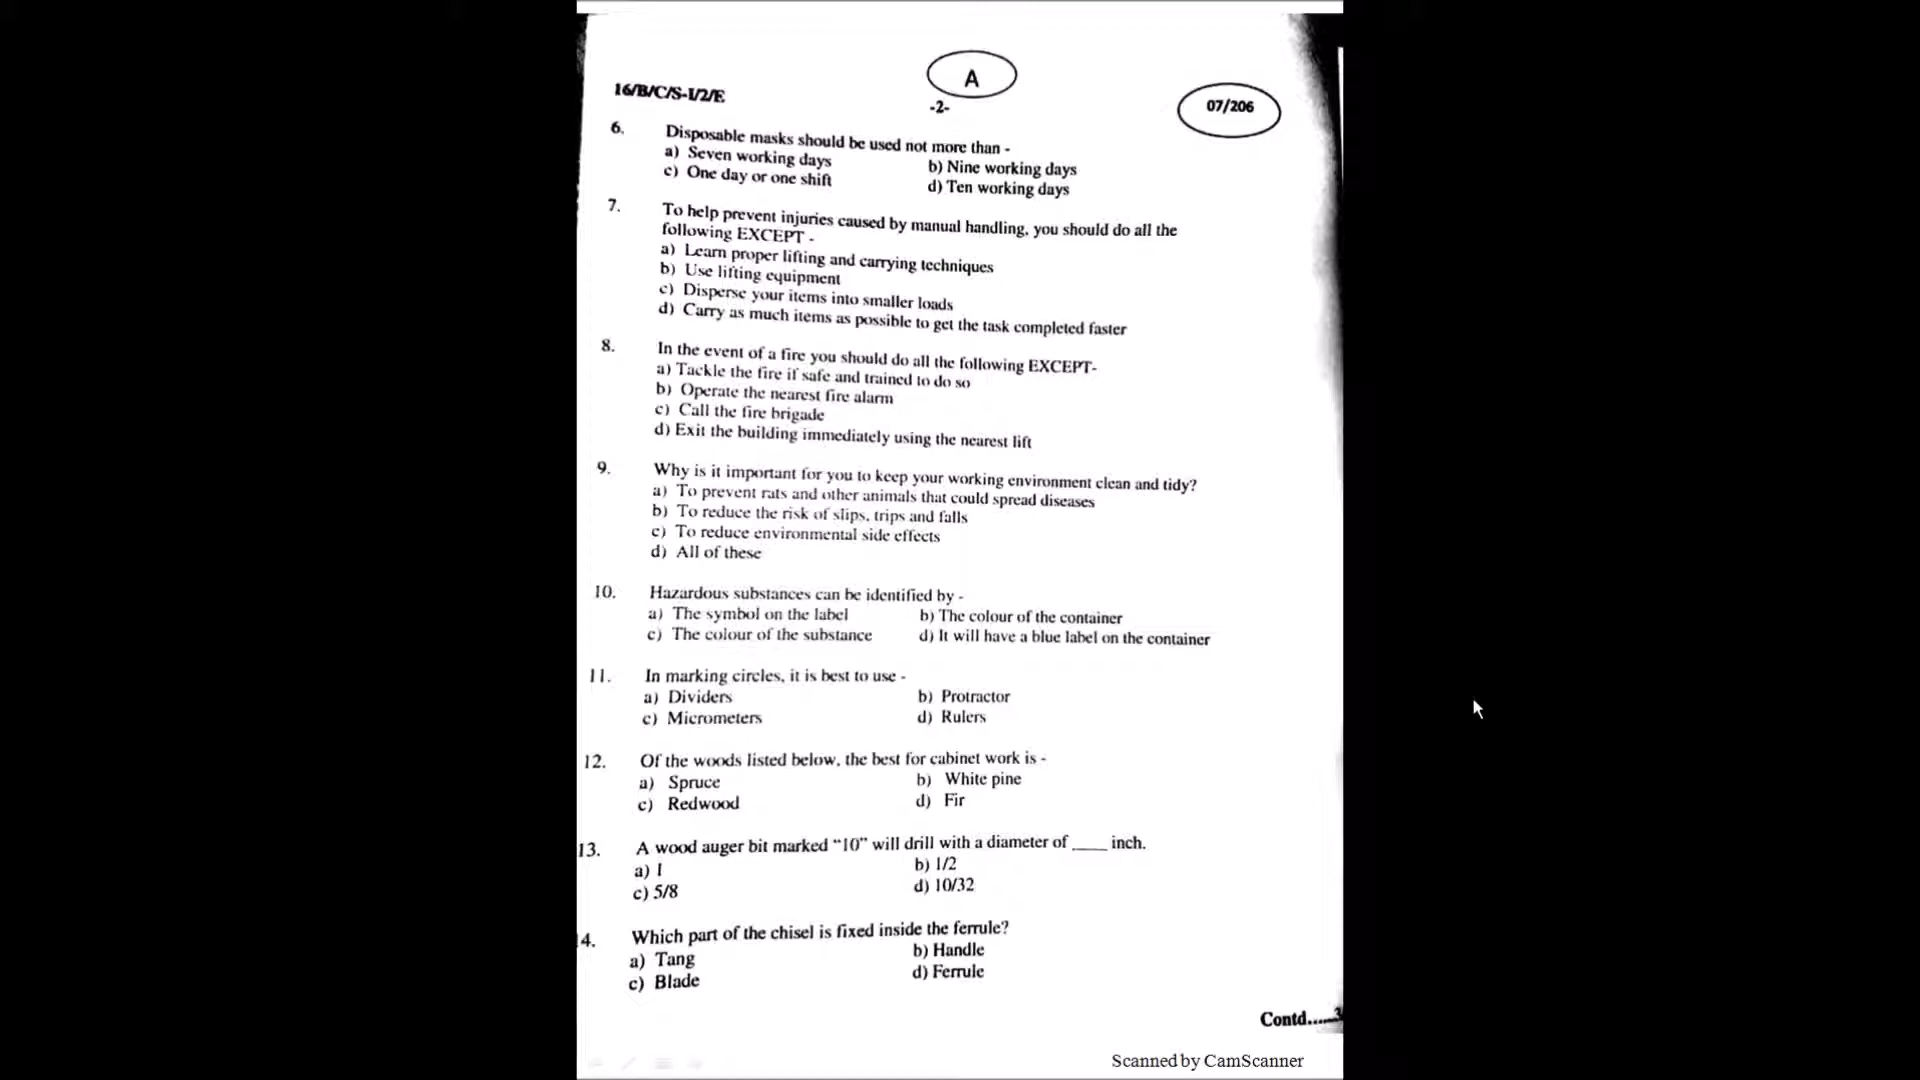 A
16/B/C/S-1/2/E
-2-
07/206
6. Disposable masks should be used not more than -
a) Seven working days b) Nine working days
c) One day or one shift d) Ten working days
7. To help prevent injuries caused by manual handling, you should do all the
following EXCEPT -
a) Learn proper lifting and carrying techniques
b) Use lifting equipment
c) Disperse your items into smaller loads
d) Carry as much items as possible to get the task completed faster
8. In the event of a fire you should do all the following EXCEPT-
a) Tackle the fire if safe and trained to do so
b) Operate the nearest fire alarm
c) Call the fire brigade
d) Exit the building immediately using the nearest lift
9. Why is it important for you to keep your working environment clean and tidy?
a) To prevent rats and other animals that could spread diseases
b) To reduce the risk of slips, trips and falls
c) To reduce environmental side effects
d) All of these
10. Hazardous substances can be identified by -
a) The symbol on the label b) The colour of the container
c) The colour of the substance d) It will have a blue label on the container
11. In marking circles, it is best to use -
a) Dividers b) Protractor
c) Micrometers d) Rulers
12. Of the woods listed below, the best for cabinet work is -
a) Spruce b) White pine
c) Redwood d) Fir
13. A wood auger bit marked “10” will drill with a diameter of ____ inch.
a) 1 b) 1/2
c) 5/8 d) 10/32
14. Which part of the chisel is fixed inside the ferrule?
a) Tang b) Handle
c) Blade d) Ferrule
Contd.....3
Scanned by CamScanner